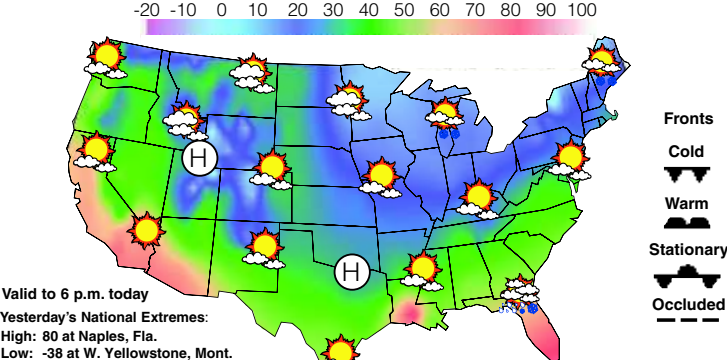 -20 -10 0 10 20 30 40 50 60 70 80 90 100
Fronts
Cold
H
Warm
Stationary
H
Occluded
Valid to 6 p.m. today
Yesterday's National Extremes:
High: 80 at Naples, Fla.
Low: -38 at W. Yellowstone, Mont.